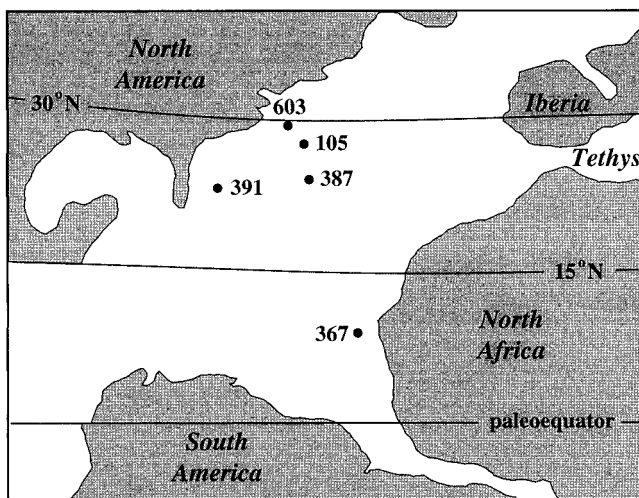 North
America
30°N
603
Iberia
105
Tethys
391
387
15°N
367
North
Africa
paleoequator
South
America